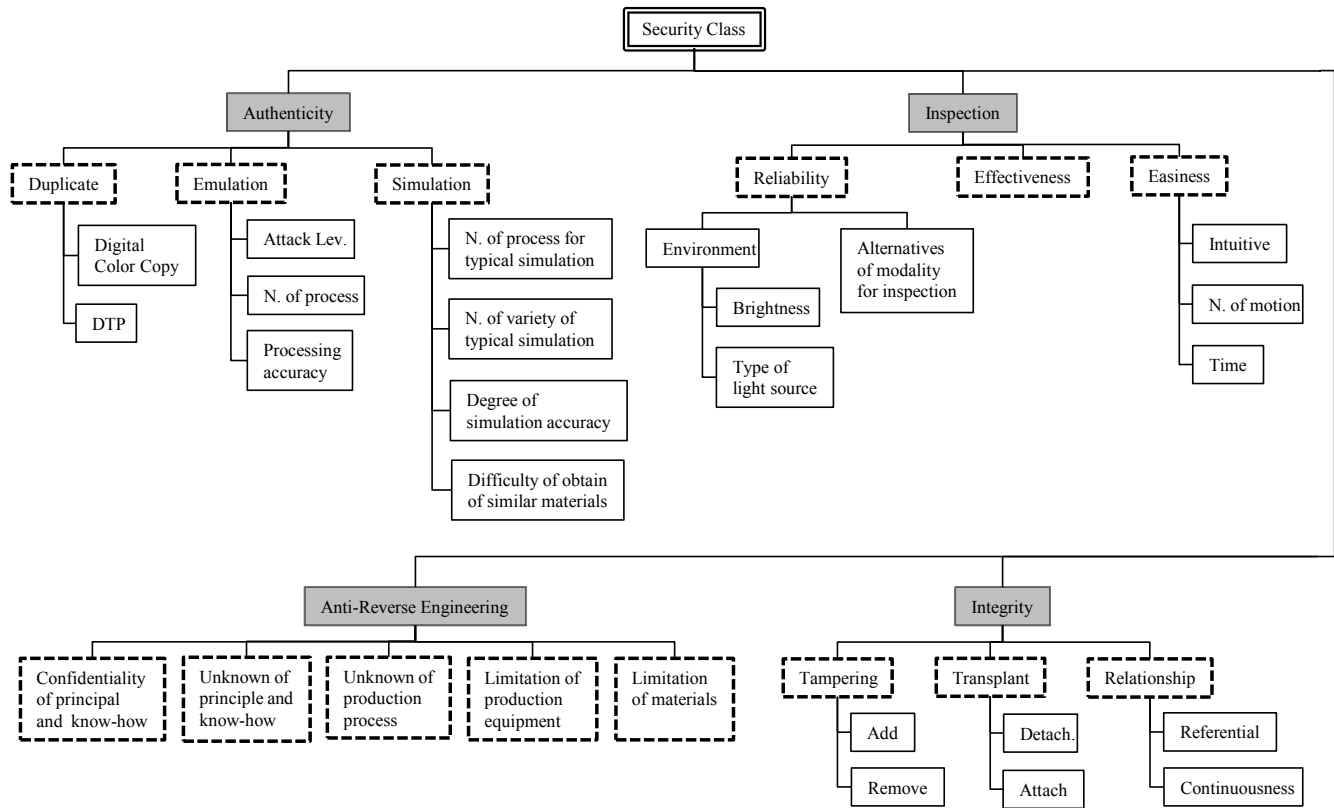 Security Class
Authenticity
Inspection
Duplicate
Emulation
Simulation
Reliability
Effectiveness
Easiness
Digital
Color Copy
DTP
Attack Lev.
N. of process
Processing
accuracy
N. of process for
typical simulation
N. of variety of
typical simulation
Degree of
simulation accuracy
Difficulty of obtain
of similar materials
Environment
Brightness
Type of
light source
Alternatives
of modality
for inspection
Intuitive
N. of motion
Time
Anti-Reverse Engineering
Integrity
Confidentiality
of principal
and know-how
Unknown of
principle and
know-how
Unknown of
production
process
Limitation of
production
equipment
Limitation
of materials
Tampering
Transplant
Relationship
Add
Remove
Detach.
Attach
Referential
Continuousness